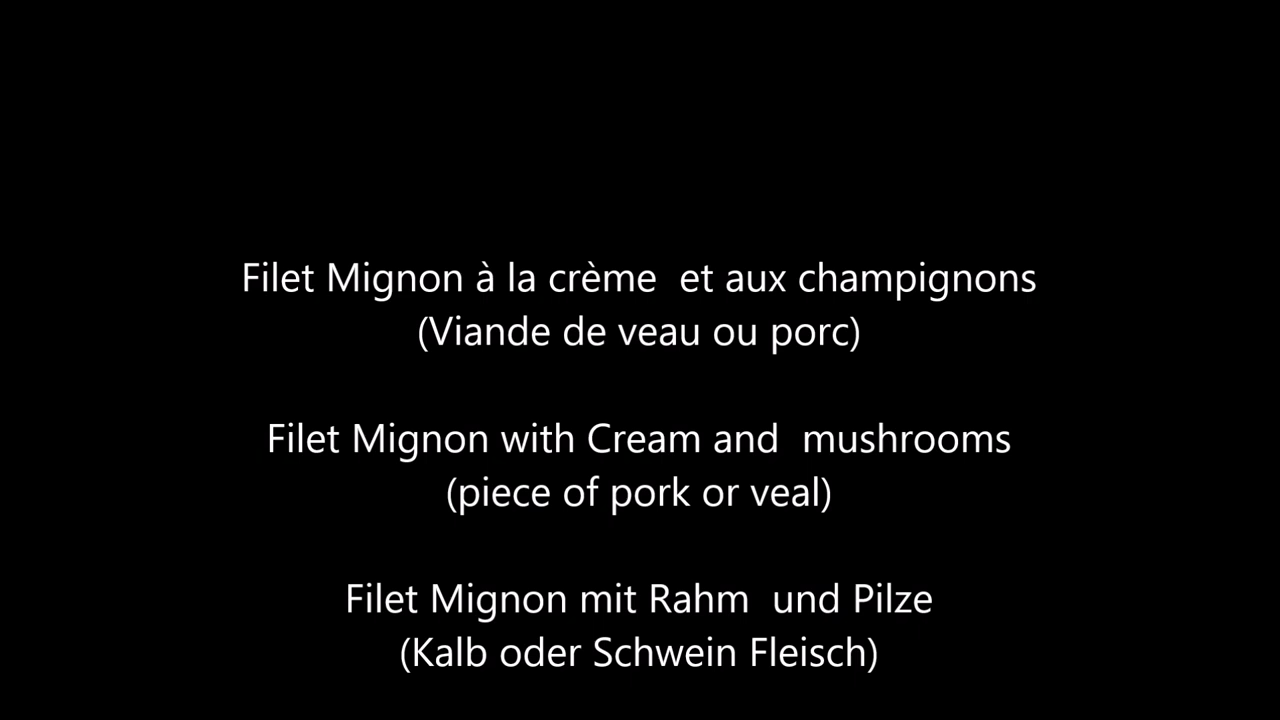 Filet Mignon à la crème  et aux champignons
(Viande de veau ou porc)
Filet Mignon with Cream and  mushrooms
(piece of pork or veal)
Filet Mignon mit Rahm  und Pilze
(Kalb oder Schwein Fleisch)